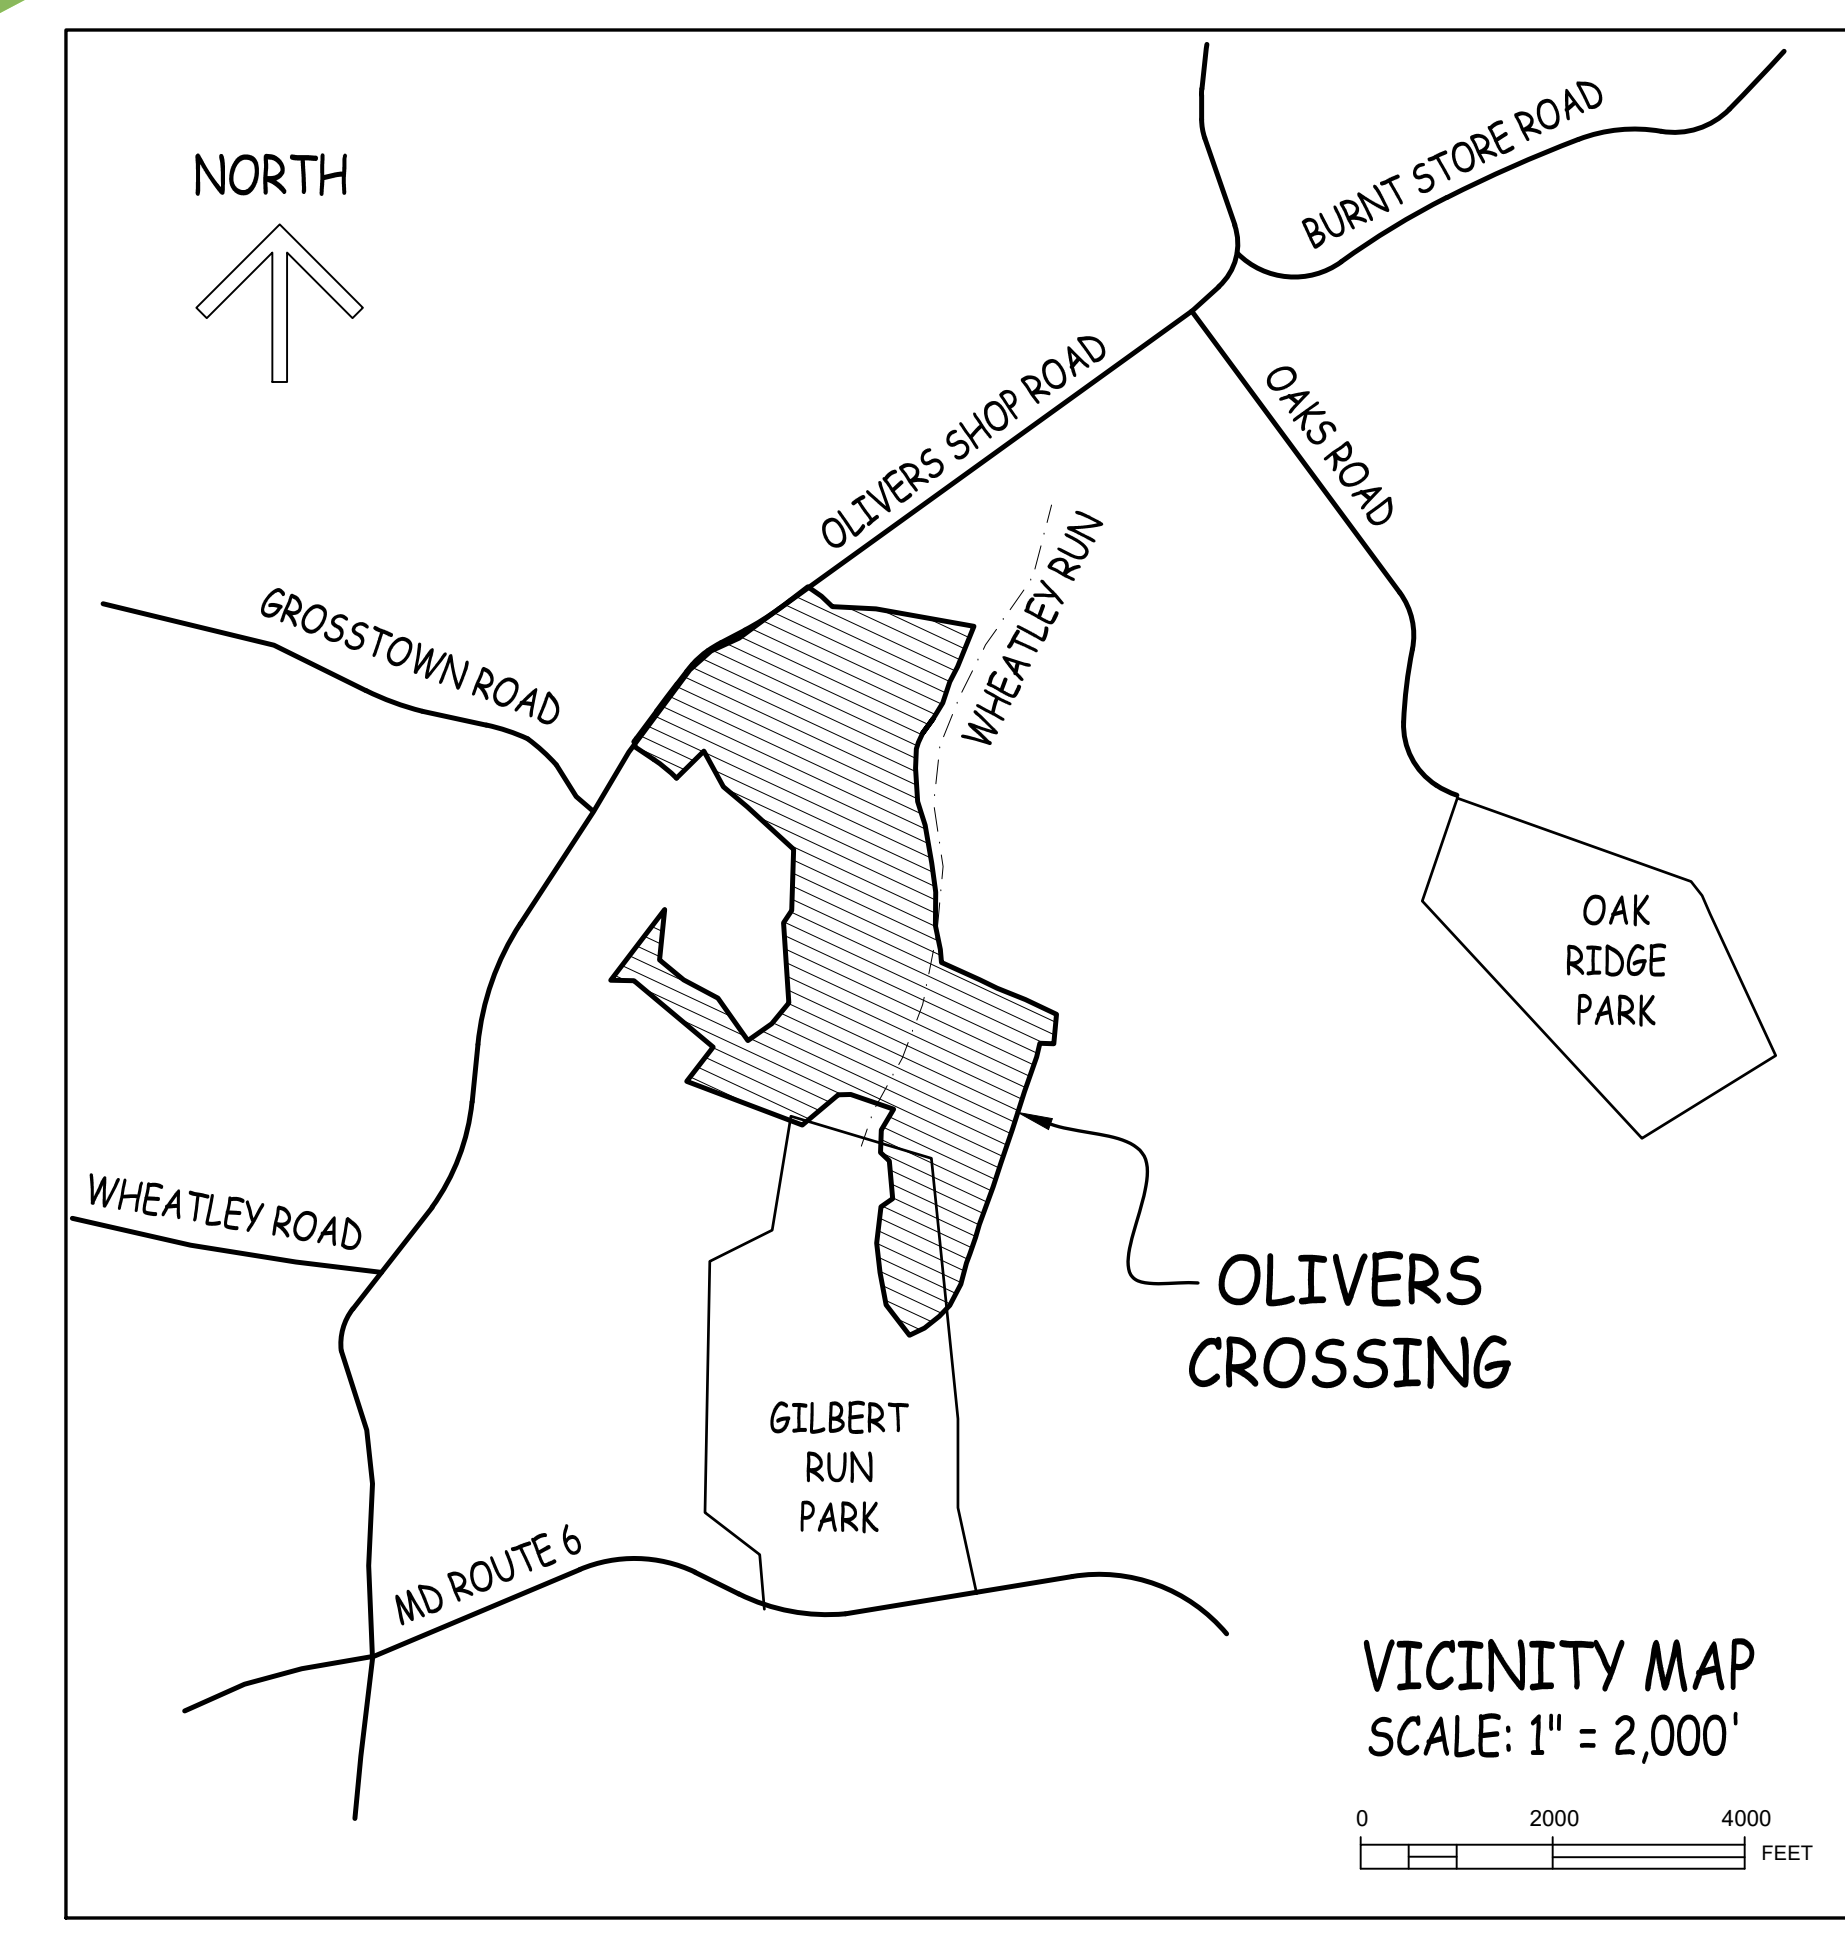 NORTH
BURNT STORE ROAD
OLIVERS SHOP ROAD
OAKS ROAD
WHEATLEY RUN
GROSSTOWN ROAD
OAK
RIDGE
PARK
WHEATLEY ROAD
OLIVERS
CROSSING
GILBERT
RUN
PARK
MD ROUTE 6
VICINITY MAP
SCALE: 1" = 2,000'
0 2000 4000
FEET